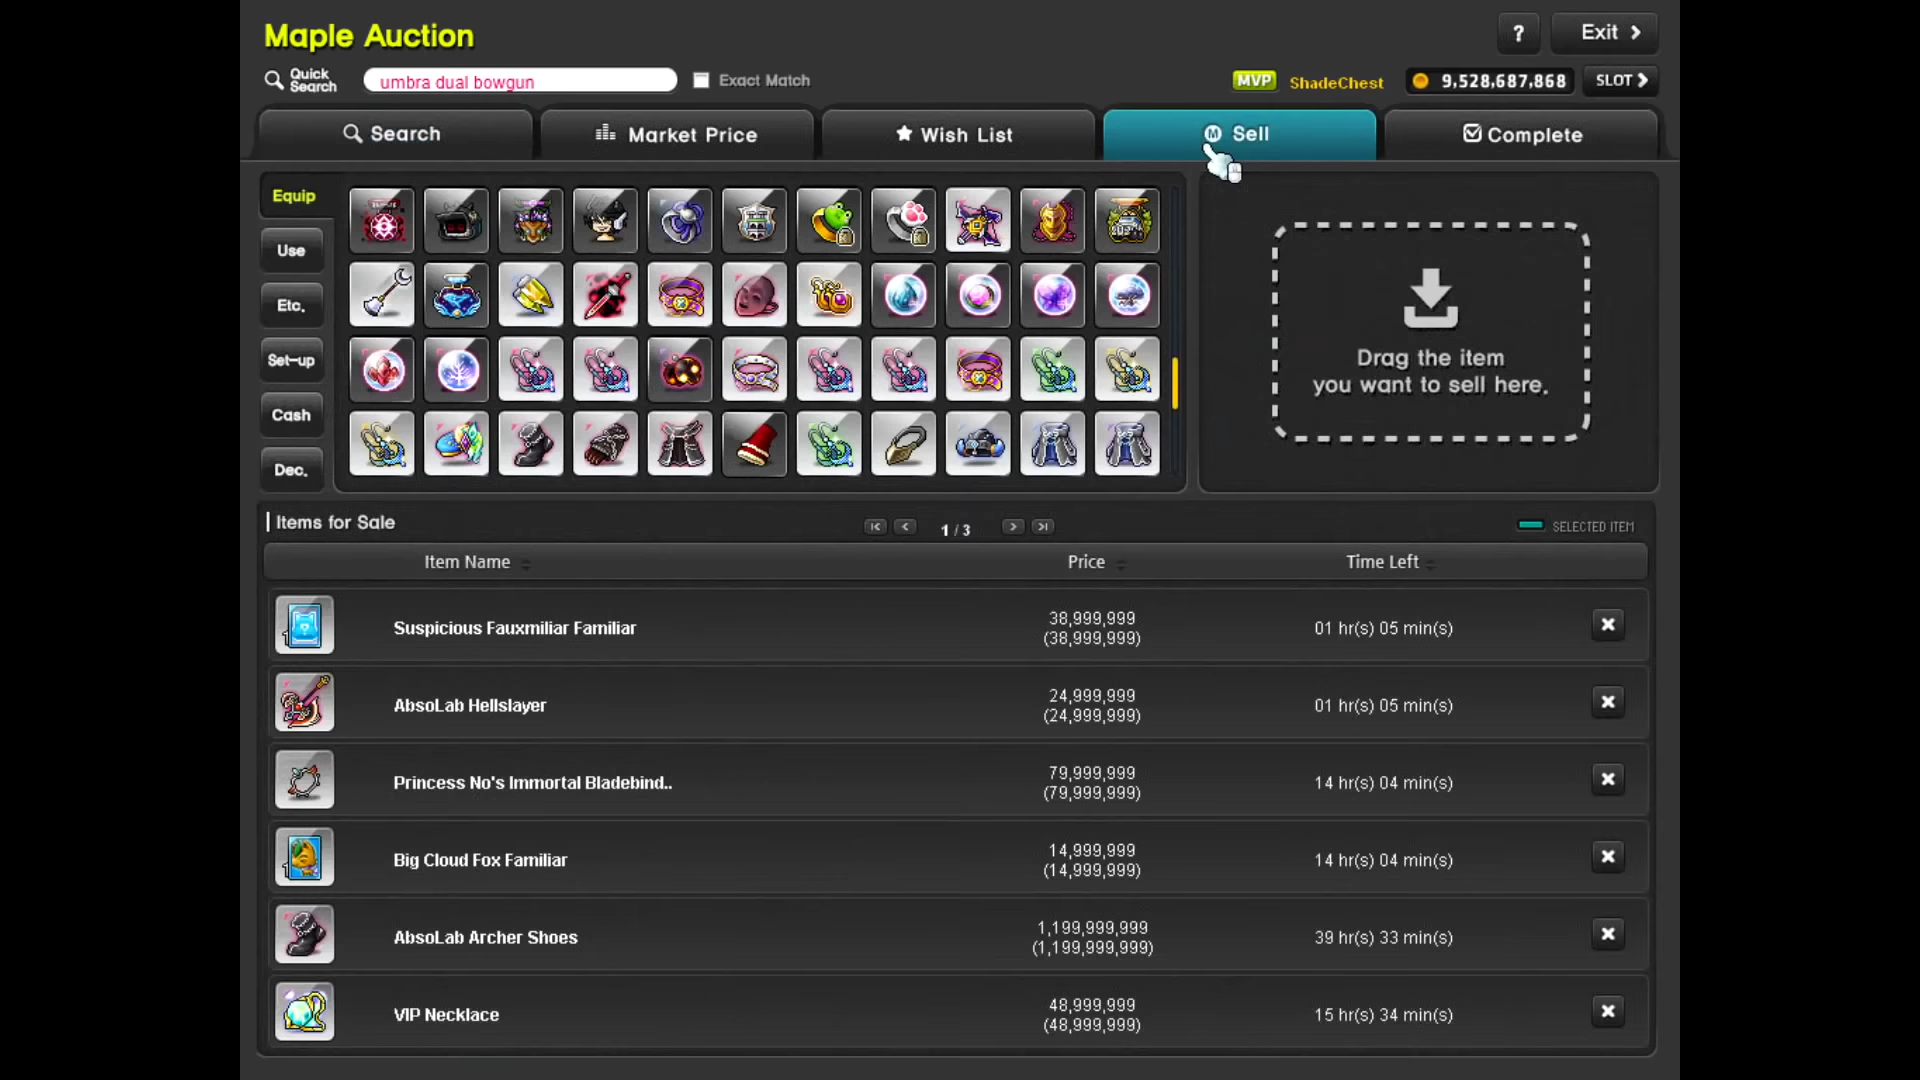 Maple Auction
?
Exit
Quick
Search
umbra dual bowgun
Exact Match
MVP
ShadeChest
9,528,687,868
SLOT
Search
Market Price
Wish List
Sell
Complete
Equip
Use
Etc.
Set-up
Cash
Dec.
Drag the item
you want to sell here.
Items for Sale
1 / 3
SELECTED ITEM
Item Name
Price
Time Left
Suspicious Fauxmiliar Familiar
38,999,999
(38,999,999)
01 hr(s) 05 min(s)
AbsoLab Hellslayer
24,999,999
(24,999,999)
01 hr(s) 05 min(s)
Princess No's Immortal Bladebind..
79,999,999
(79,999,999)
14 hr(s) 04 min(s)
Big Cloud Fox Familiar
14,999,999
(14,999,999)
14 hr(s) 04 min(s)
AbsoLab Archer Shoes
1,199,999,999
(1,199,999,999)
39 hr(s) 33 min(s)
VIP Necklace
48,999,999
(48,999,999)
15 hr(s) 34 min(s)